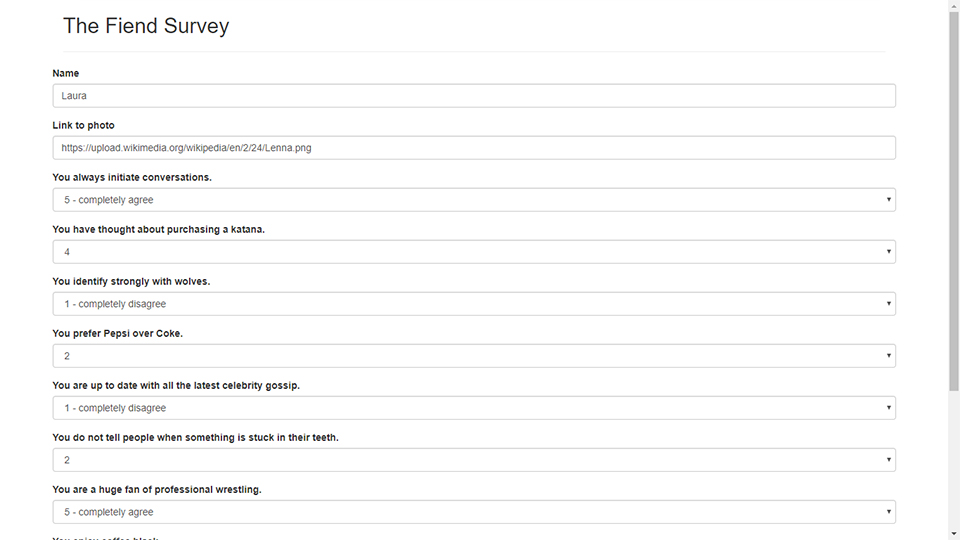 The Fiend Survey
Name
Laura
Link to photo
https://upload.wikimedia.org/wikipedia/en/2/24/Lenna.png
You always initiate conversations.
5 - completely agree
You have thought about purchasing a katana.
4
You identify strongly with wolves.
1 - completely disagree
You prefer Pepsi over Coke.
2
You are up to date with all the latest celebrity gossip.
1 - completely disagree
You do not tell people when something is stuck in their teeth.
2
You are a huge fan of professional wrestling.
5 - completely agree